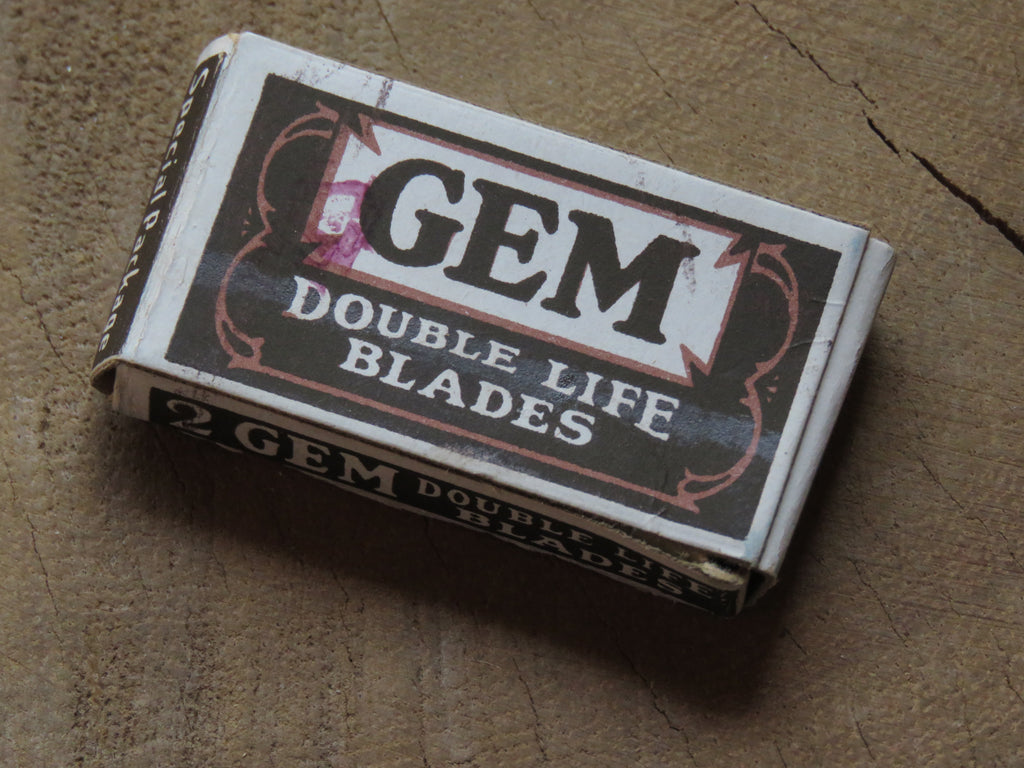 Special Package
GEM
DOUBLE LIFE
BLADES
2 GEM DOUBLE LIFE
BLADES